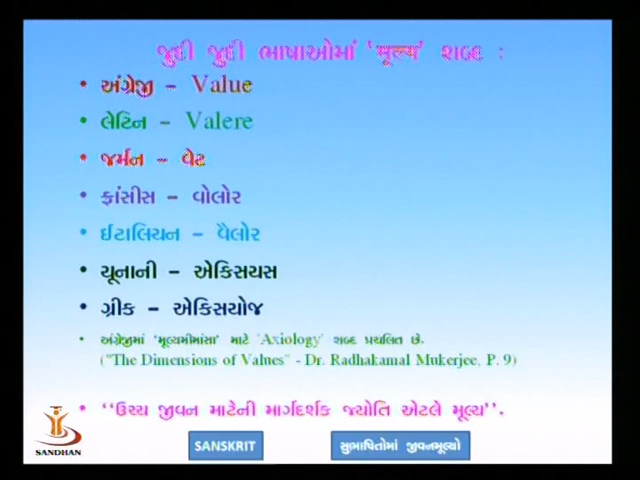 જુદી જુદી ભાષાઓમાં 'મૂલ્ય' શબ્દ :
• અંગ્રેજી – Value
• લેટિન – Valere
• જર્મન – વેટ
• ફ્રાંસીસ – વોલોર
• ઈટાલિયન – વૈલોર
• યૂનાની – એકિસયસ
• ગ્રીક – એકિસયોજ
• અંગ્રેજીમાં 'મૂલ્યમીમાંસા' માટે 'Axiology' શબ્દ પ્રચલિત છે.
("The Dimensions of Values" - Dr. Radhakamal Mukerjee, P. 9)
• ‘‘ઉચ્ચ જીવન માટેની માર્ગદર્શક જ્યોતિ એટલે મૂલ્ય’’.
SANDHAN
SANSKRIT
સુભાષિતોમાં જીવનમૂલ્યો